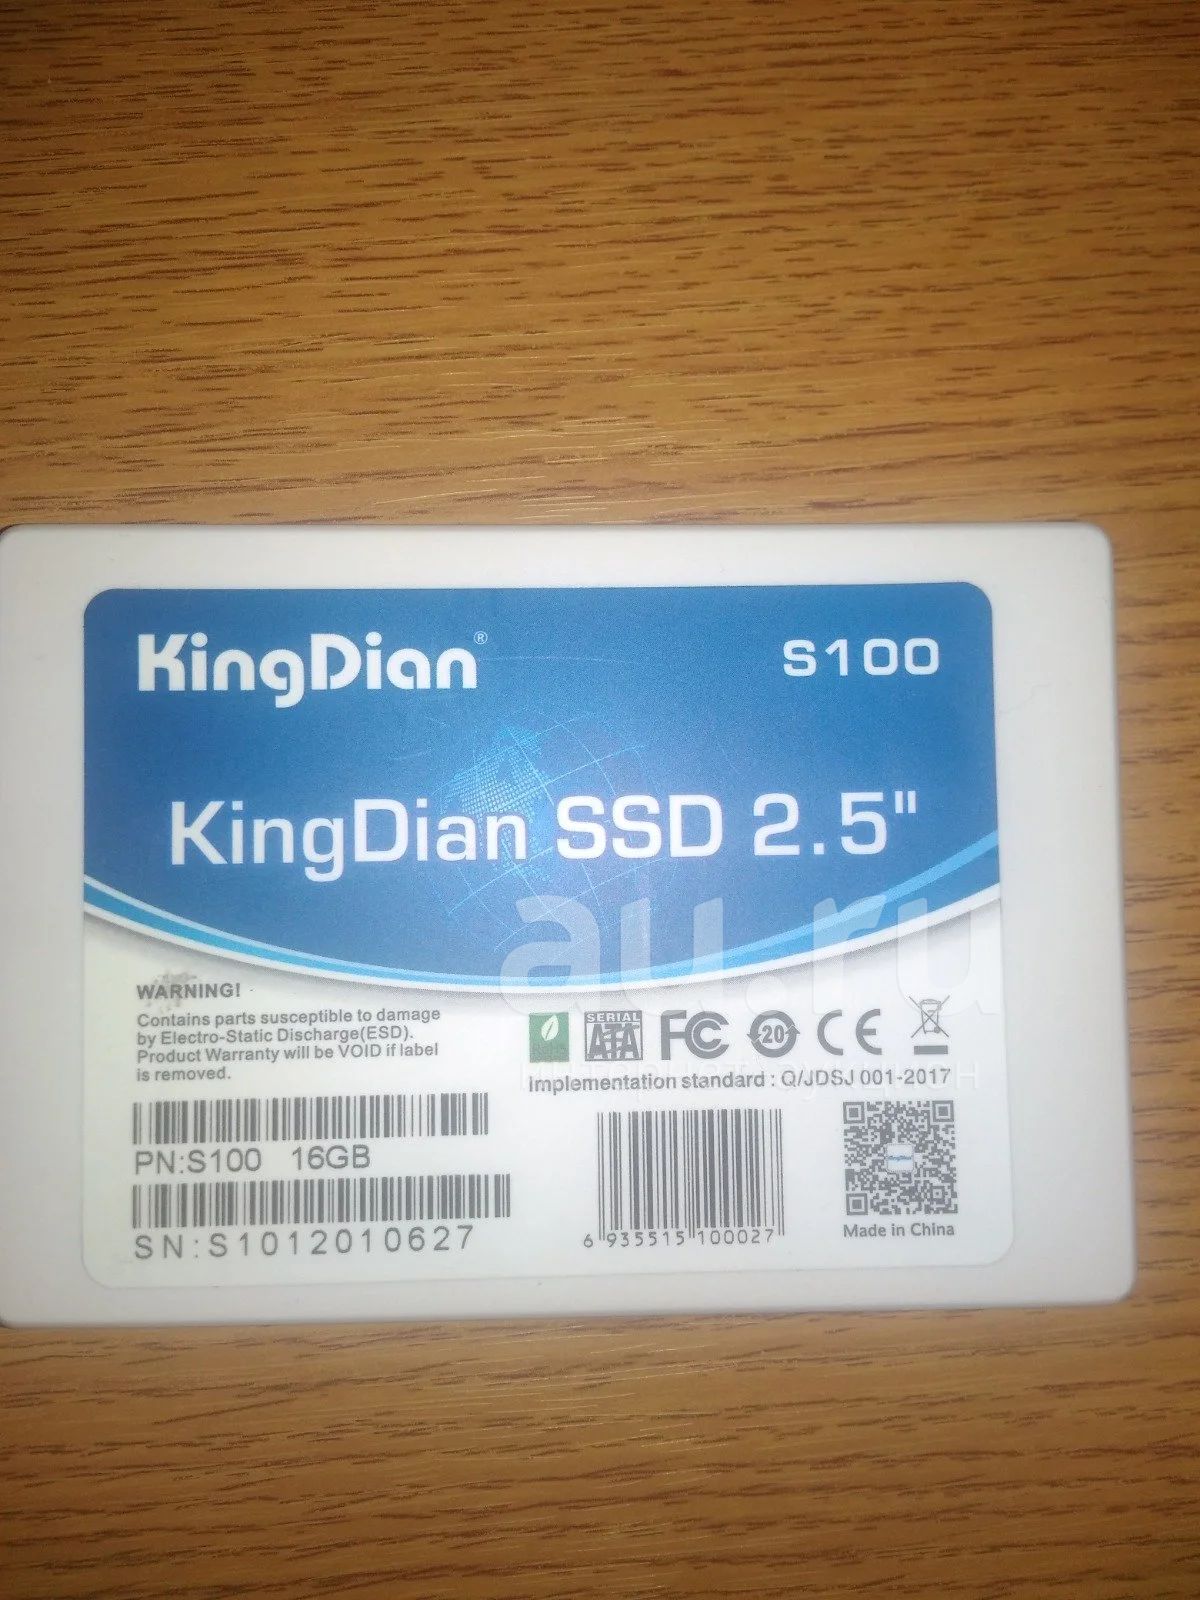 KingDian®
S100
KingDian SSD 2.5"
au.ru
WARNING!
Contains parts susceptible to damage
by Electro-Static Discharge(ESD).
Product Warranty will be VOID if label
is removed.
RoHS
SERIAL
ATA
FC
20
CE
Implementation standard : Q/JDSJ 001-2017
PN:S100 16GB
SN:S1012010627
6 935515 100027
Made in China